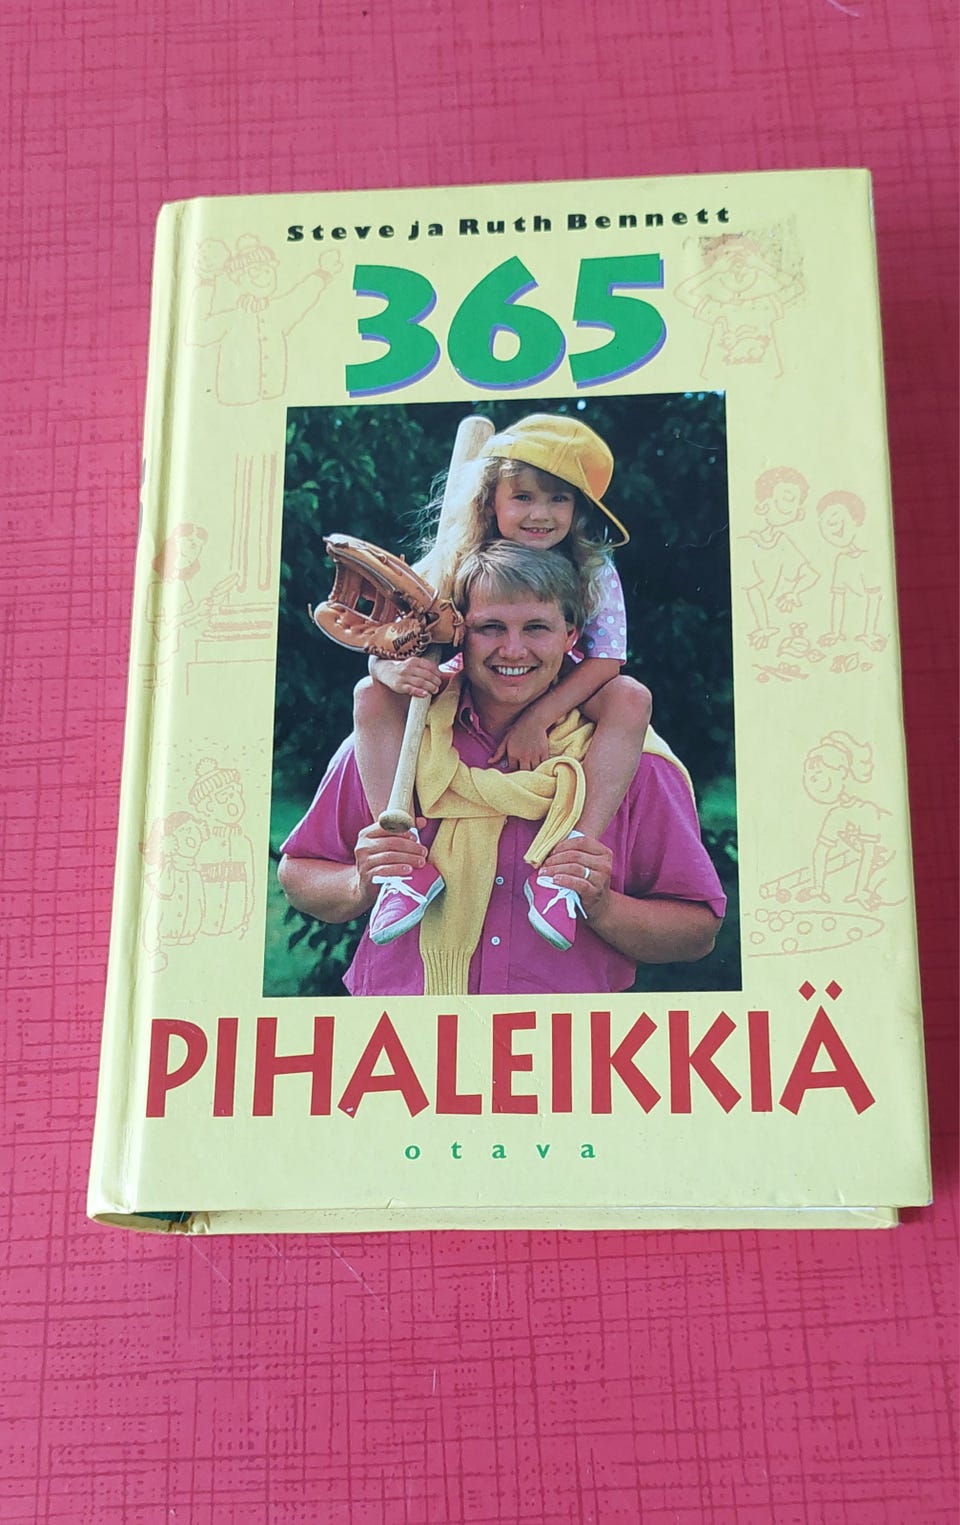 Steve ja Ruth Bennett
365
PIHALEIKKIÄ
otava